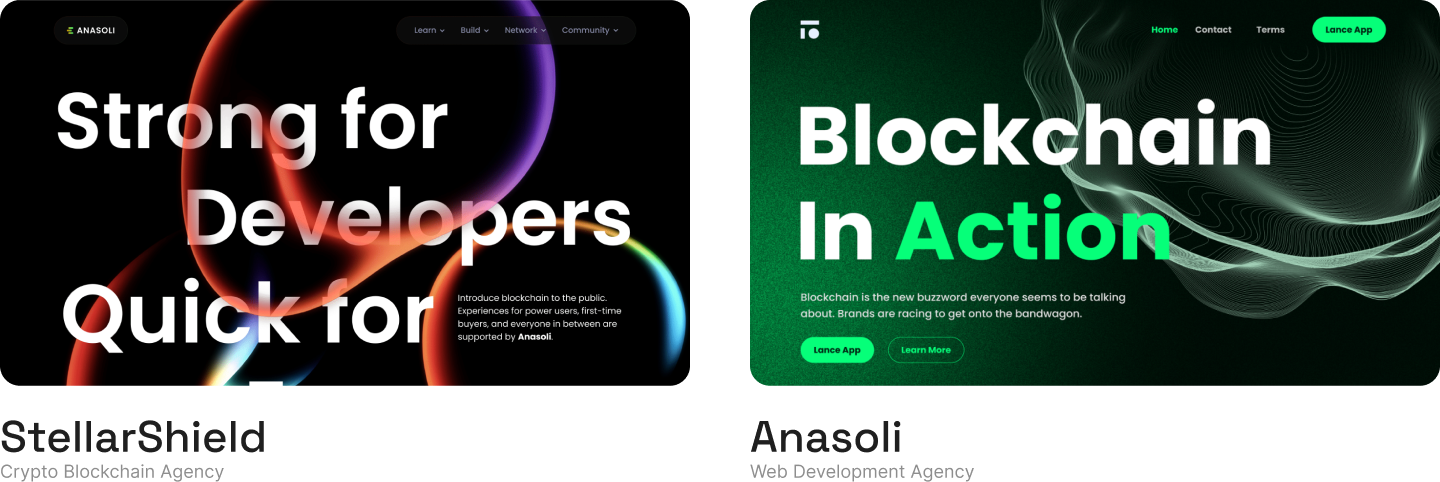 ANASOLI
Learn Build Network Community
Strong for
Developers
Quick for
Introduce blockchain to the public.
Experiences for power users, first-time
buyers, and everyone in between are
supported by Anasoli.
StellarShield
Crypto Blockchain Agency
Home Contact Terms Lance App
Blockchain
In Action
Blockchain is the new buzzword everyone seems to be talking
about. Brands are racing to get onto the bandwagon.
Lance App Learn More
Anasoli
Web Development Agency